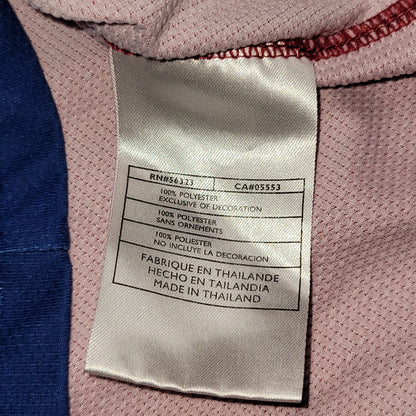 RN#56323 CA#05553
100% POLYESTER
EXCLUSIVE OF DECORATION
100% POLYESTER
SANS ORNEMENTS
100% POLIESTER
NO INCLUYE LA DECORACION
FABRIQUE EN THAILANDE
HECHO EN TAILANDIA
MADE IN THAILAND